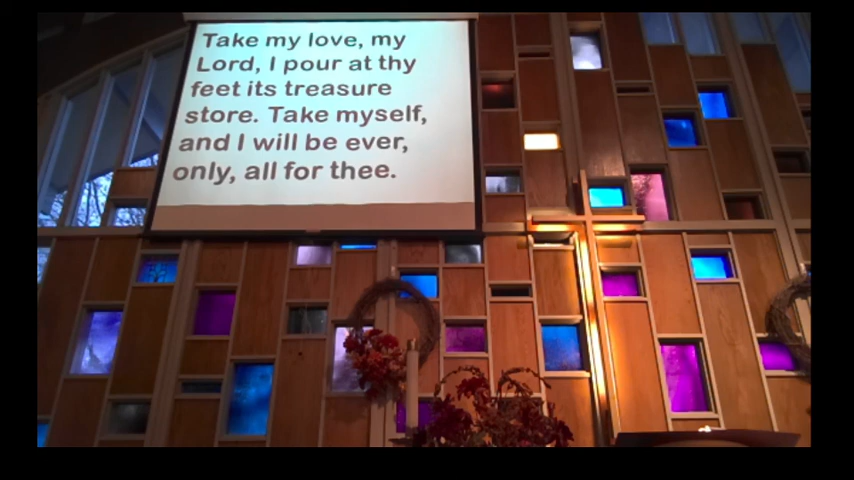 Take my love, my
Lord, I pour at thy
feet its treasure
store. Take myself,
and I will be ever,
only, all for thee.